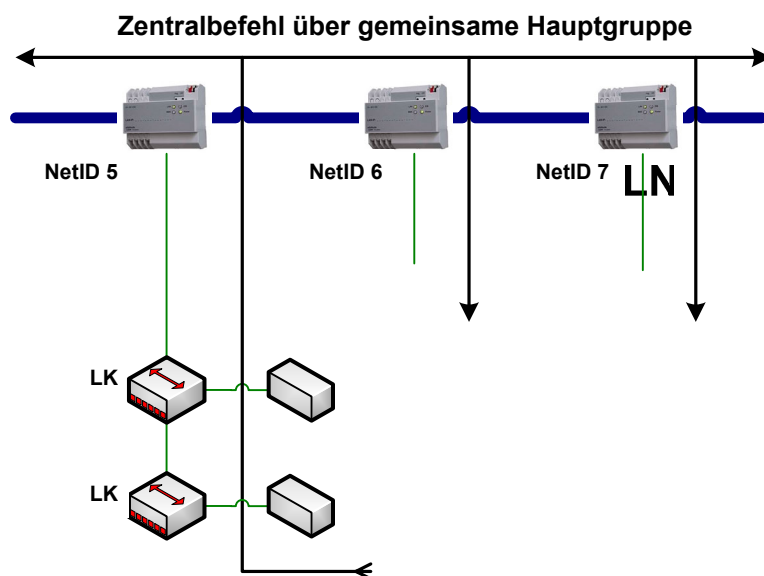 Zentralbefehl über gemeinsame Hauptgruppe
NetID 5
NetID 6
NetID 7
LN
LK
LK